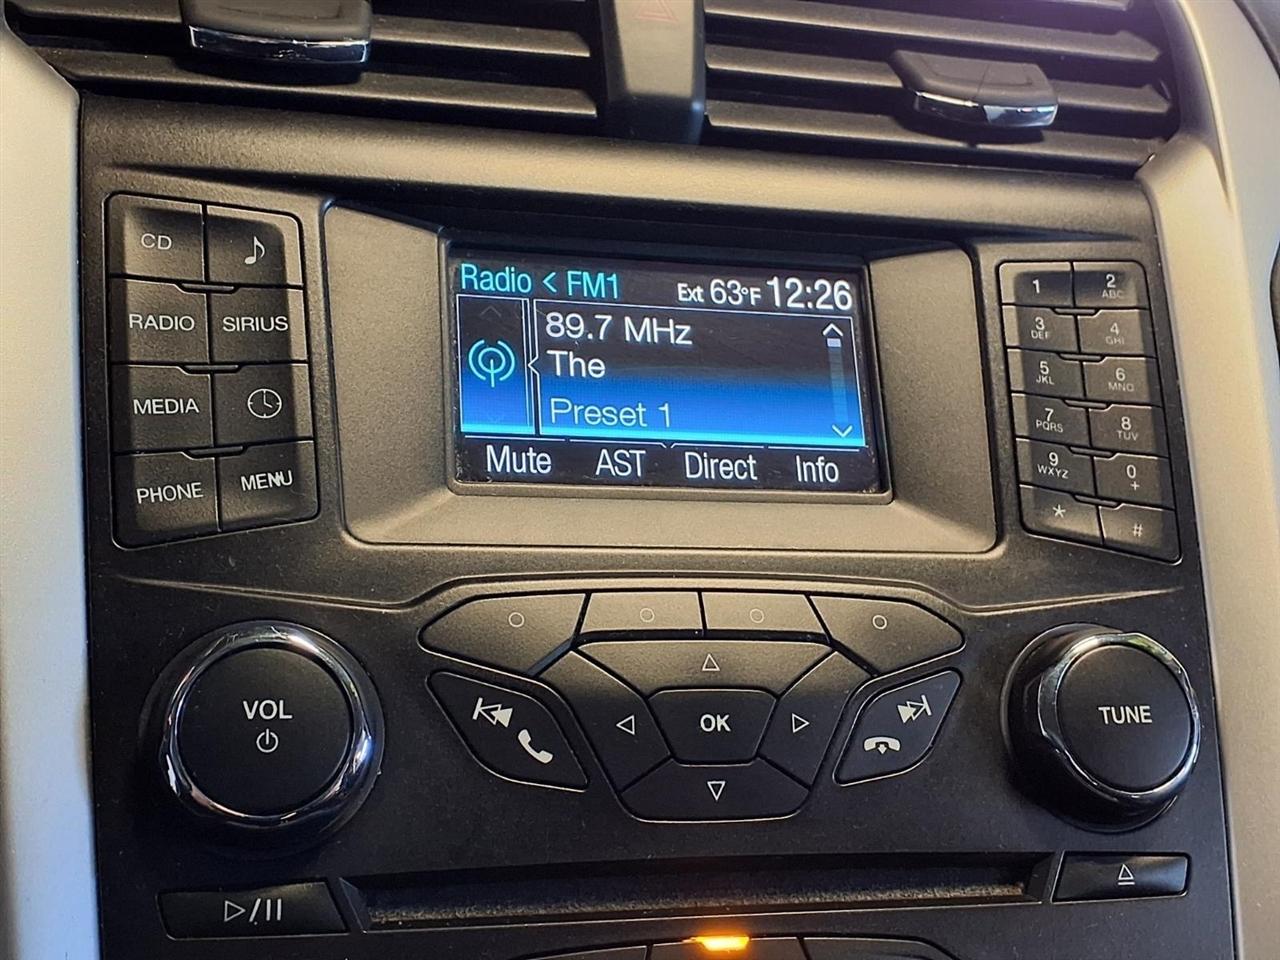 Radio < FM1 Ext 63°F 12:26
89.7 MHz
The
Preset 1
Mute AST Direct Info
CD
RADIO SIRIUS
MEDIA
PHONE MENU
1 2 ABC
3 DEF 4 GHI
5 JKL 6 MNO
7 PQRS 8 TUV
9 WXYZ 0 +
* #
VOL
OK
TUNE